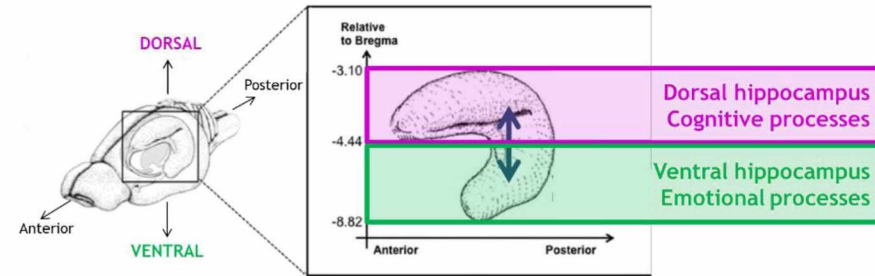 DORSAL
Posterior
Anterior
VENTRAL
Relative
to Bregma
-3.10
-4.44
-8.82
Anterior
Posterior
Dorsal hippocampus
Cognitive processes
Ventral hippocampus
Emotional processes